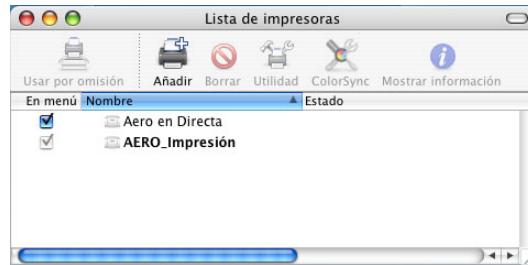 Lista de impresoras
Usar por omisión Añadir Borrar Utilidad ColorSync Mostrar información
En menú Nombre Estado
Aero en Directa
AERO_Impresión